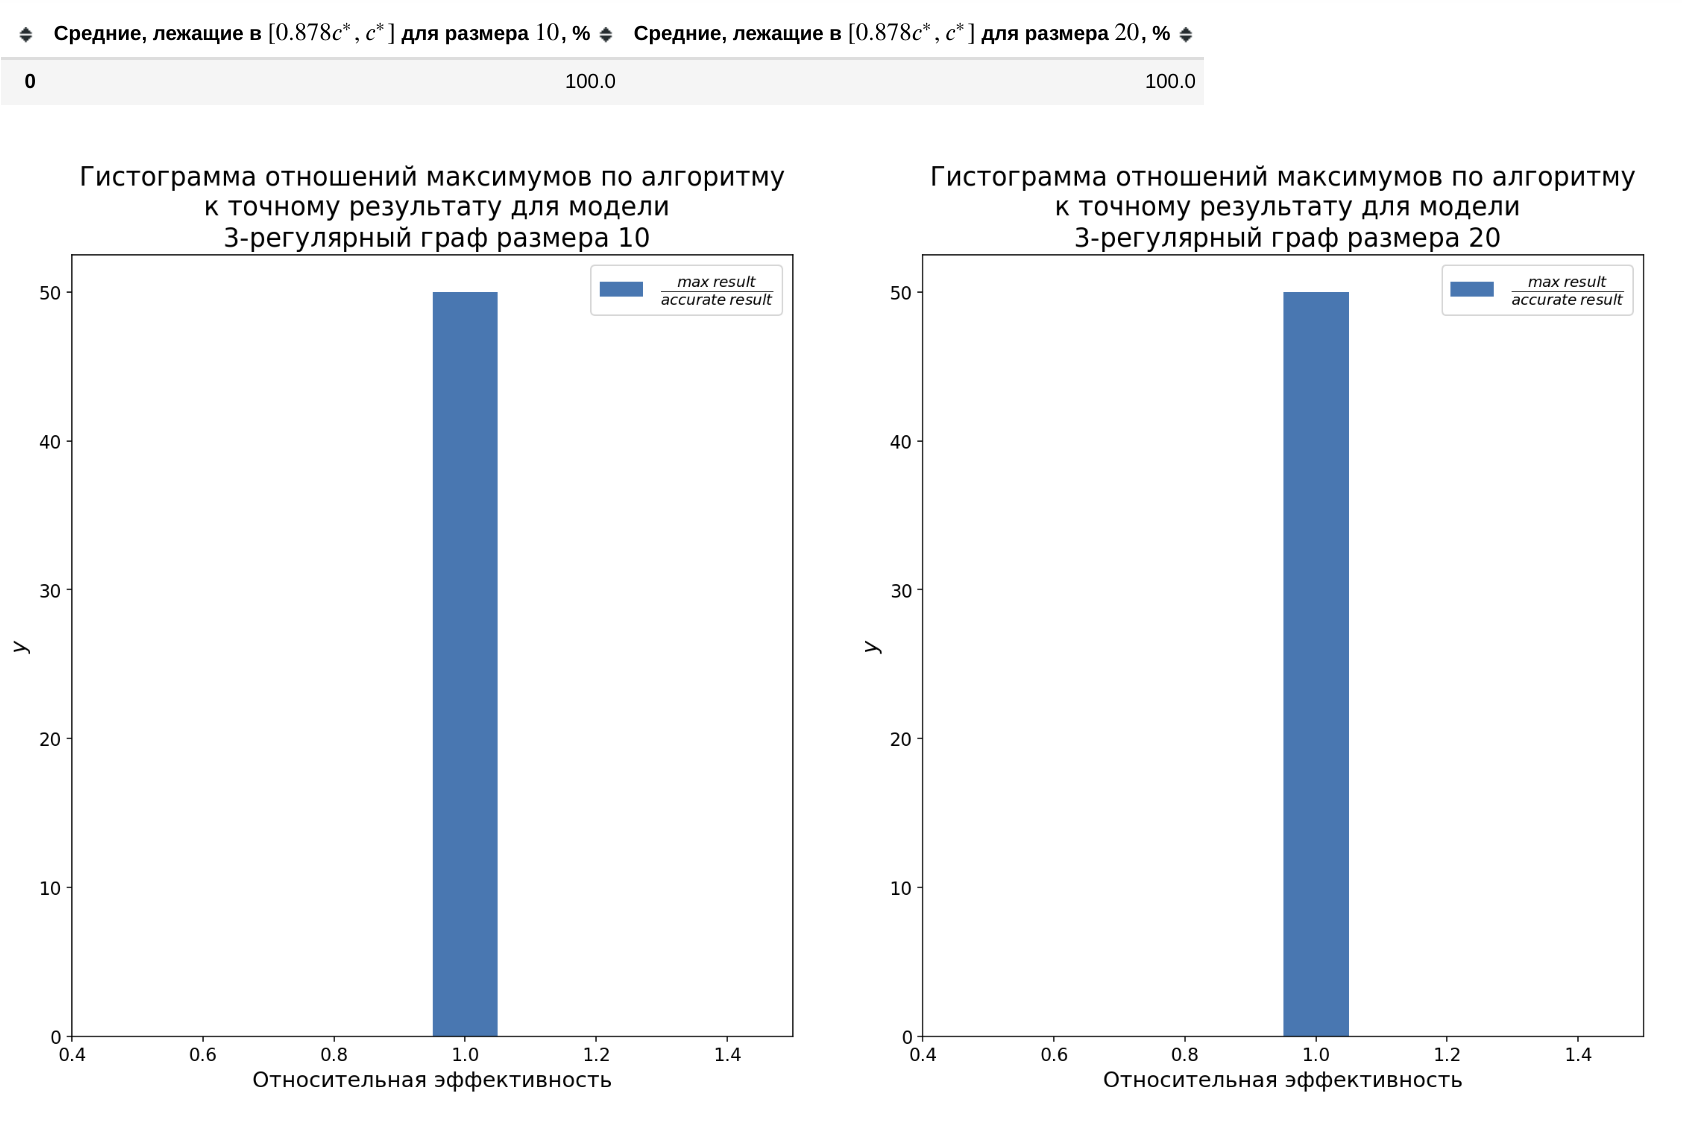 Средние, лежащие в [0.878c*, c*] для размера 10, % Средние, лежащие в [0.878c*, c*] для размера 20, %
0 100.0 100.0
Гистограмма отношений максимумов по алгоритму
к точному результату для модели
3-регулярный граф размера 10
max result
accurate result
50
40
30
20
10
0
y
0.4 0.6 0.8 1.0 1.2 1.4
Относительная эффективность
Гистограмма отношений максимумов по алгоритму
к точному результату для модели
3-регулярный граф размера 20
max result
accurate result
50
40
30
20
10
0
y
0.4 0.6 0.8 1.0 1.2 1.4
Относительная эффективность